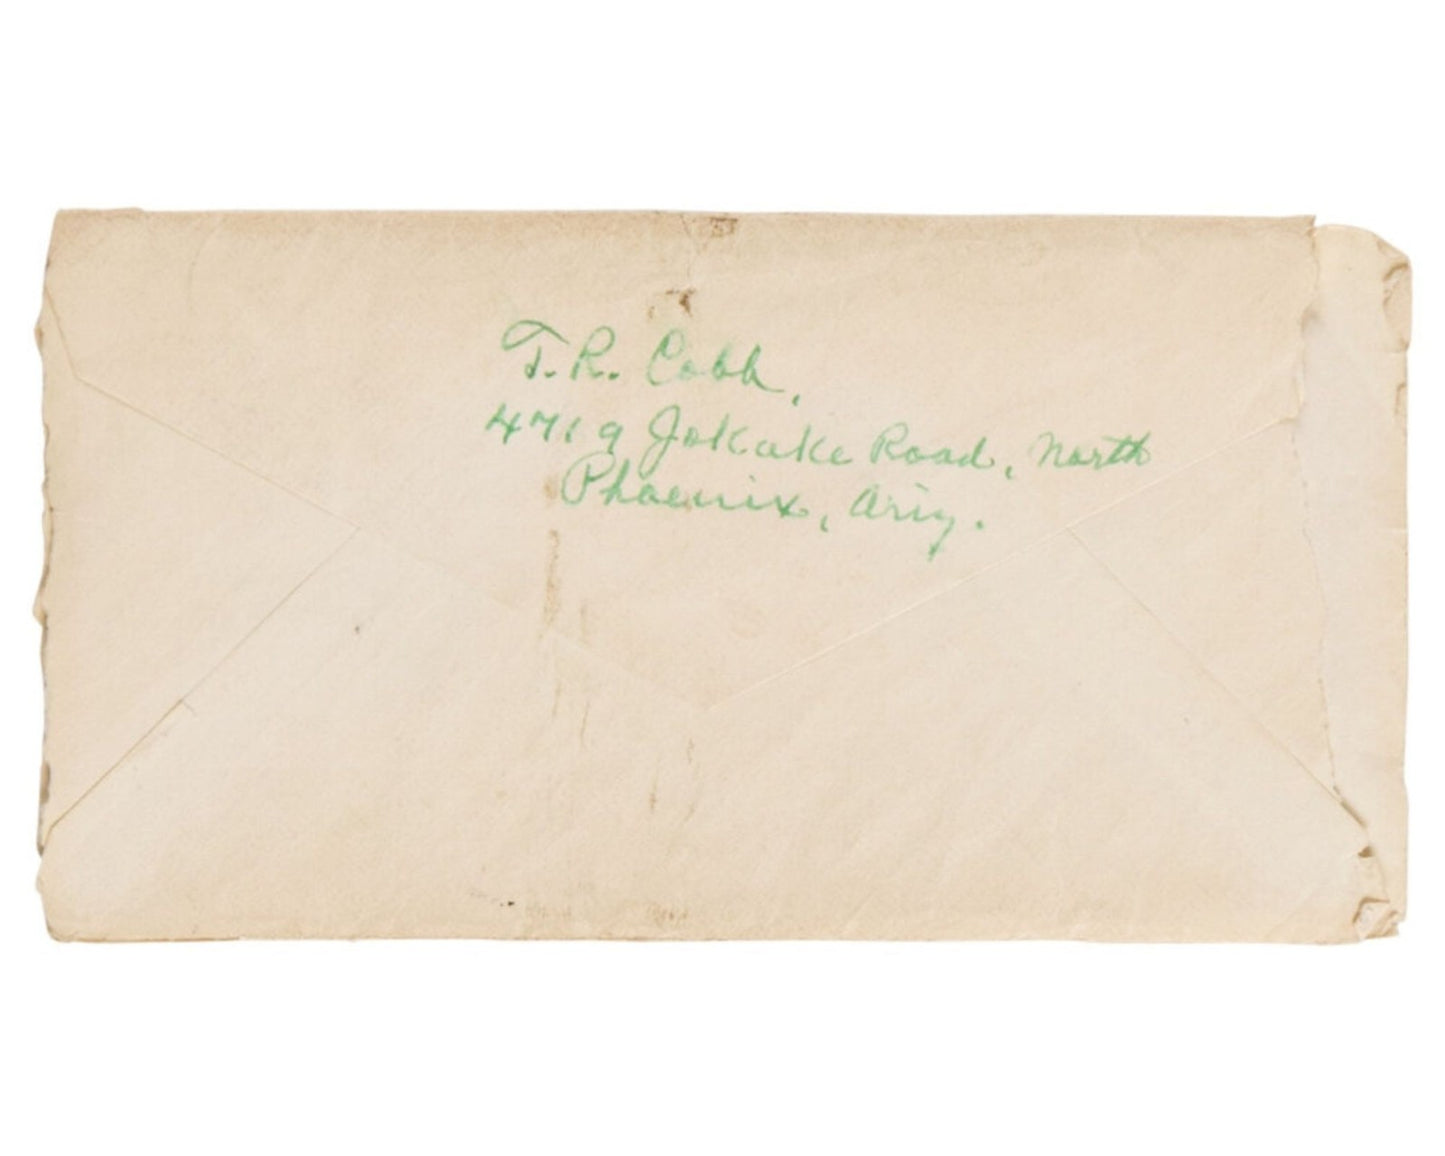 T. R. Cobb,
4719 Jokake Road, North
Phoenix, Ariz.